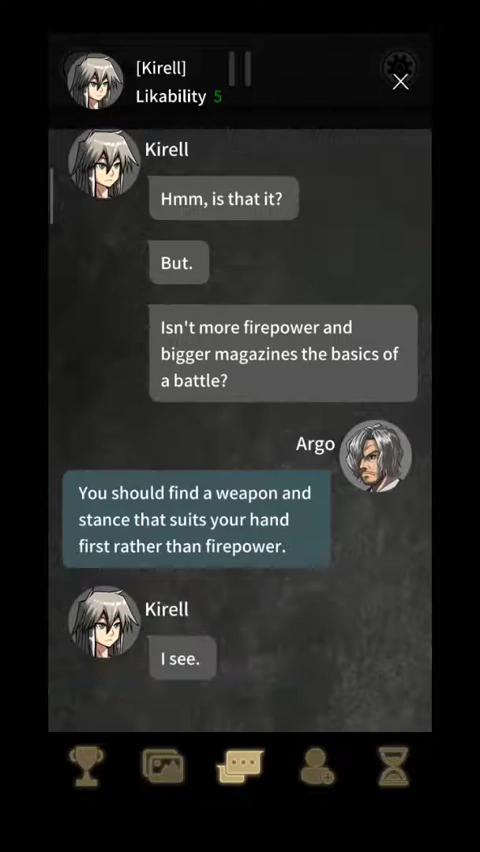 [Kirell]
Likability 5
Kirell
Hmm, is that it?
But.
Isn't more firepower and
bigger magazines the basics of
a battle?
Argo
You should find a weapon and
stance that suits your hand
first rather than firepower.
Kirell
I see.